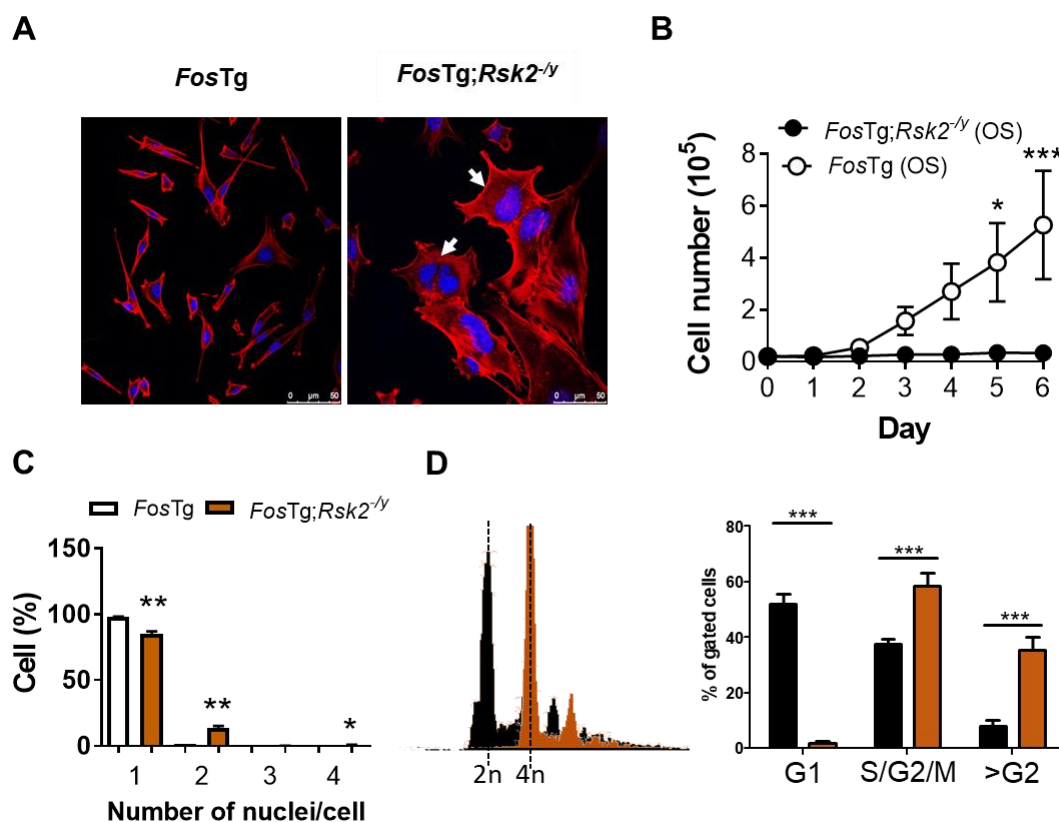 A
FosTg
FosTg;Rsk2-/y
0 µm 50
0 µm 50
B
FosTg;Rsk2-/y (OS)
FosTg (OS)
Cell number (10⁵)
8
6
4
2
0
*
***
0 1 2 3 4 5 6
Day
C
FosTg FosTg;Rsk2-/y
Cell (%)
150
100
50
0
**
**
*
1 2 3 4
Number of nuclei/cell
D
2n 4n
% of gated cells
80
60
40
20
0
***
***
***
G1 S/G2/M >G2